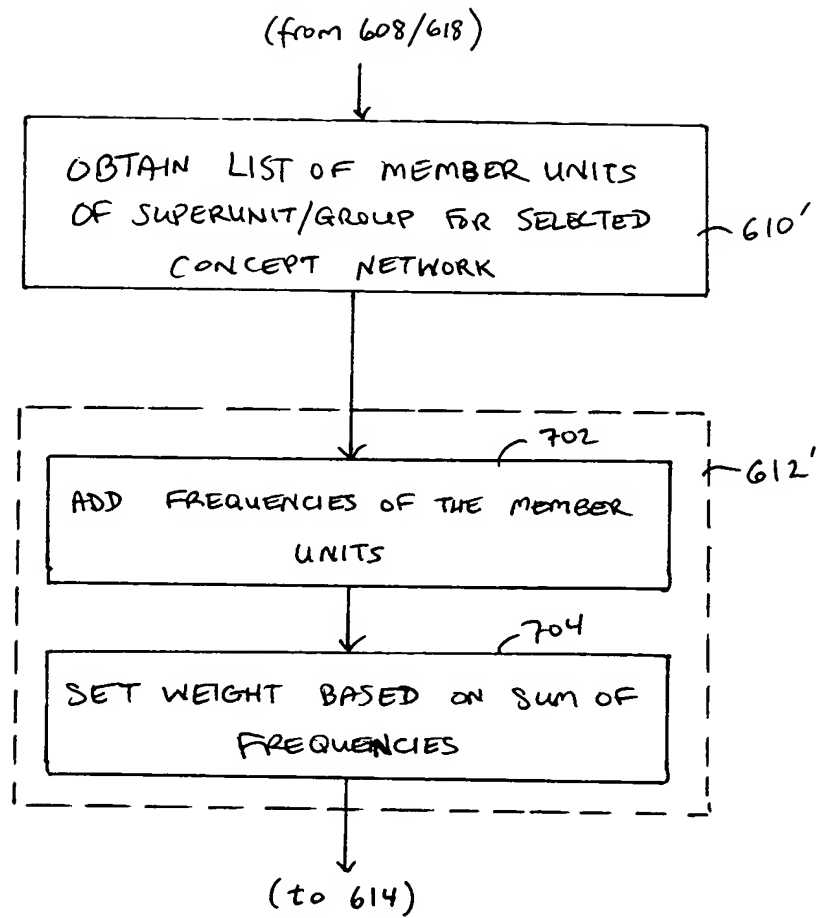 (from 608/618)
OBTAIN LIST OF MEMBER UNITS
OF SUPERUNIT/GROUP FOR SELECTED
CONCEPT NETWORK
610'
702
612'
ADD FREQUENCIES OF THE MEMBER
UNITS
704
SET WEIGHT BASED ON SUM OF
FREQUENCIES
(to 614)